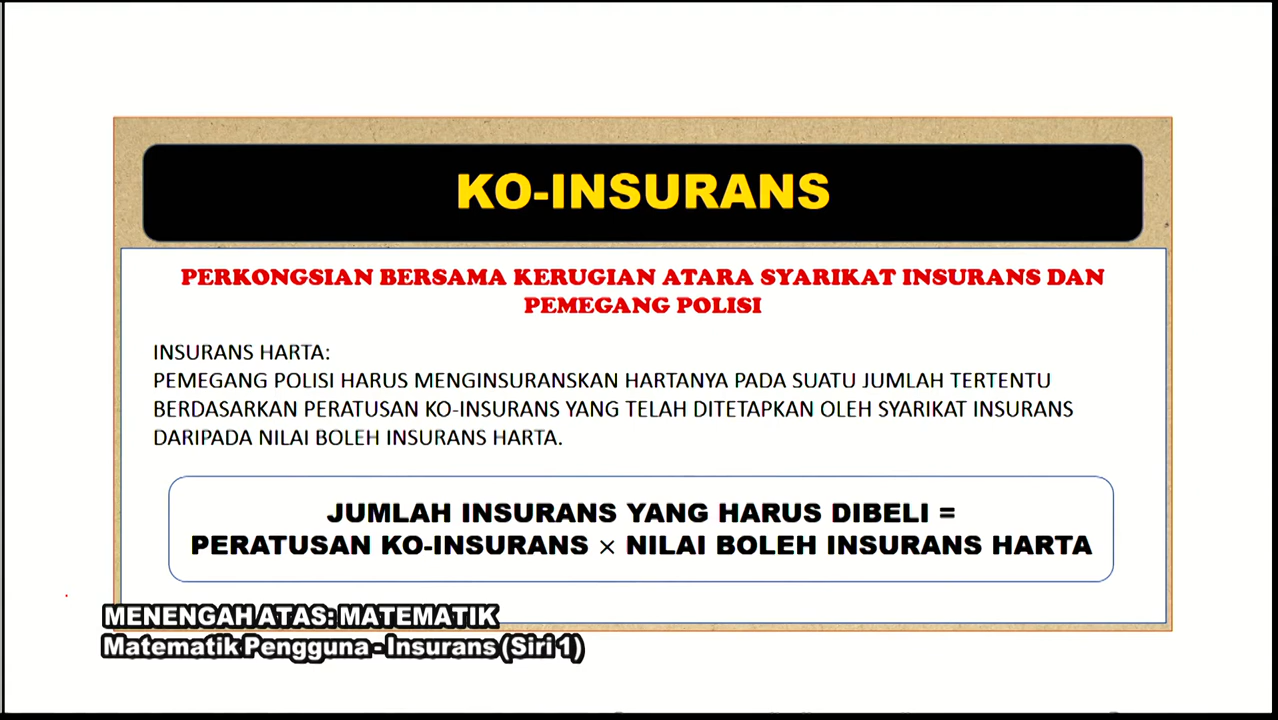 KO-INSURANS
PERKONGSIAN BERSAMA KERUGIAN ATARA SYARIKAT INSURANS DAN
PEMEGANG POLISI
INSURANS HARTA:
PEMEGANG POLISI HARUS MENGINSURANSKAN HARTANYA PADA SUATU JUMLAH TERTENTU
BERDASARKAN PERATUSAN KO-INSURANS YANG TELAH DITETAPKAN OLEH SYARIKAT INSURANS
DARIPADA NILAI BOLEH INSURANS HARTA.
JUMLAH INSURANS YANG HARUS DIBELI =
PERATUSAN KO-INSURANS × NILAI BOLEH INSURANS HARTA
MENENGAH ATAS: MATEMATIK
Matematik Pengguna - Insurans (Siri 1)